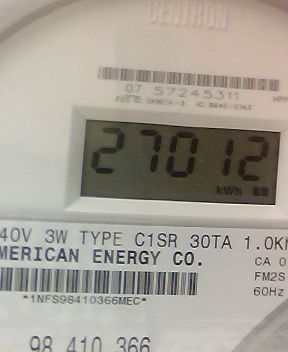 CENTRON®
07 57245311
27012
kWh
40V 3W TYPE C1SR 30TA 1.0K
MERICAN ENERGY CO.
CA 0
FM2S
60Hz
*1NFS98410366MEC*
98 410 366